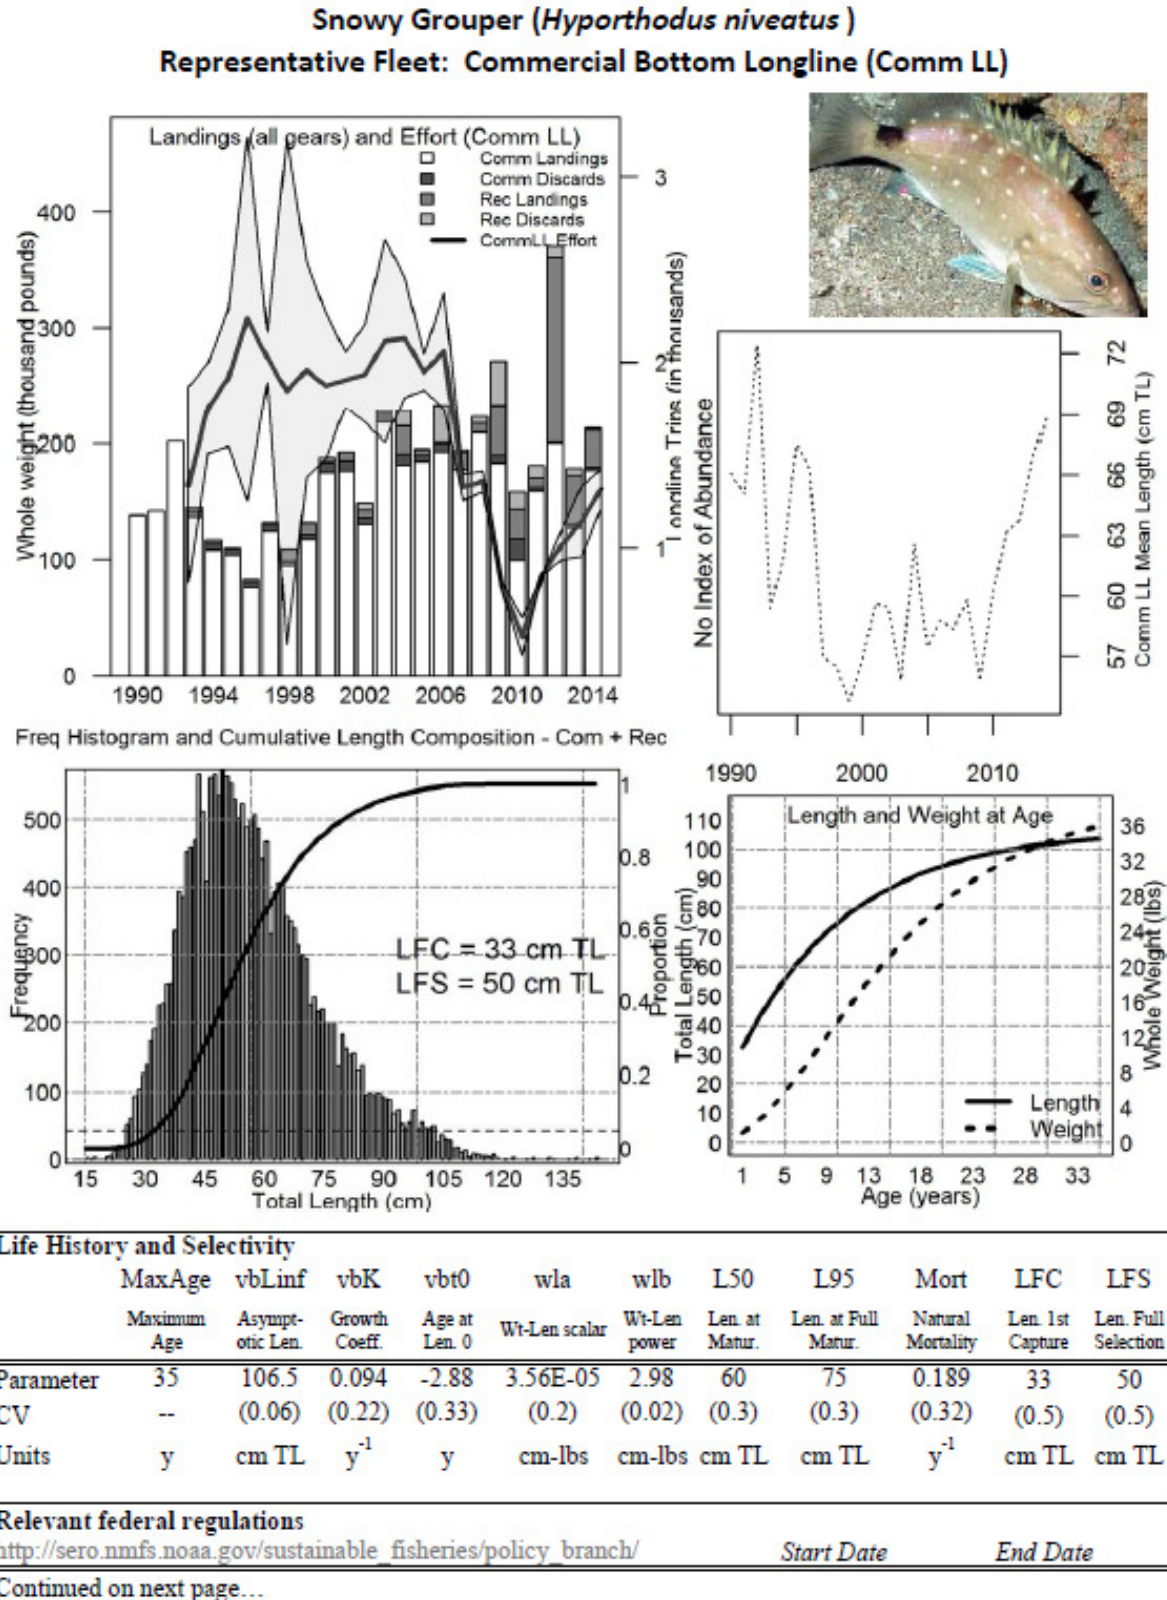 Snowy Grouper (Hyporthodus niveatus )
Representative Fleet: Commercial Bottom Longline (Comm LL)
Landings (all gears) and Effort (Comm LL)
Comm Landings
Comm Discards
Rec Landings
Rec Discards
CommLL Effort
Whole weight (thousand pounds)
400
300
200
100
0
3
2
1
Longline Trips (in thousands)
1990 1994 1998 2002 2006 2010 2014
No Index of Abundance
72
69
66
63
60
57
Comm LL Mean Length (cm TL)
1990 2000 2010
Freq Histogram and Cumulative Length Composition - Com + Rec
Frequency
500
400
300
200
100
0
LFC = 33 cm TL
LFS = 50 cm TL
1
0.8
0.6
0.4
0.2
0
Proportion
15 30 45 60 75 90 105 120 135
Total Length (cm)
Length and Weight at Age
Total Length (cm)
110
100
90
80
70
60
50
40
30
20
10
0
36
32
28
24
20
16
12
8
4
0
Whole Weight (lbs)
Length
Weight
1 5 9 13 18 23 28 33
Age (years)
Life History and Selectivity
MaxAge vbLinf vbK vbt0 wla wlb L50 L95 Mort LFC LFS
Maximum Asympt- Growth Age at Wt-Len scalar Wt-Len Len. at Len. at Full Natural Len. 1st Len. Full
Age otic Len. Coeff. Len. 0 power Matur. Matur. Mortality Capture Selection
Parameter 35 106.5 0.094 -2.88 3.56E-05 2.98 60 75 0.189 33 50
CV -- (0.06) (0.22) (0.33) (0.2) (0.02) (0.3) (0.3) (0.32) (0.5) (0.5)
Units y cm TL y-1 y cm-lbs cm-lbs cm TL cm TL y-1 cm TL cm TL
Relevant federal regulations
http://sero.nmfs.noaa.gov/sustainable_fisheries/policy_branch/ Start Date End Date
Continued on next page…